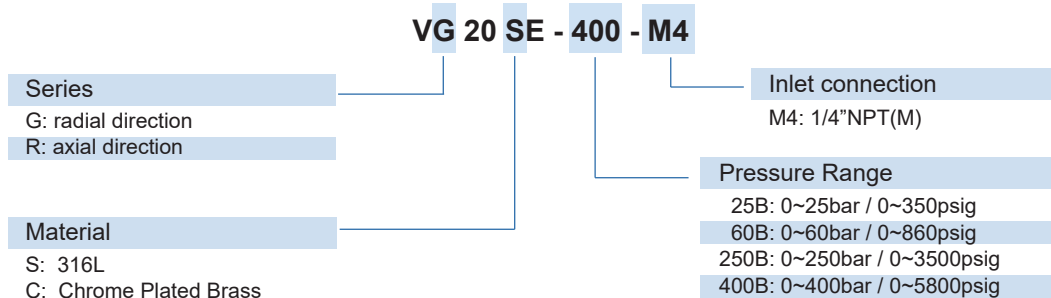 VG 20 SE - 400 - M4
Series
G: radial direction
R: axial direction
Material
S: 316L
C: Chrome Plated Brass
Inlet connection
M4: 1/4”NPT(M)
Pressure Range
25B: 0~25bar / 0~350psig
60B: 0~60bar / 0~860psig
250B: 0~250bar / 0~3500psig
400B: 0~400bar / 0~5800psig